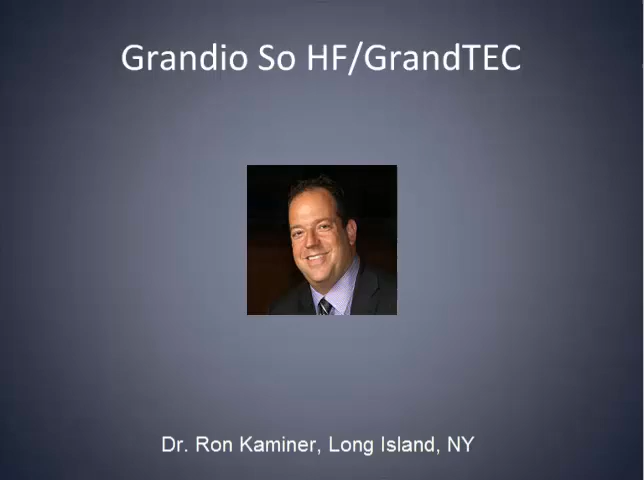 Grandio So HF/GrandTEC
Dr. Ron Kaminer, Long Island, NY